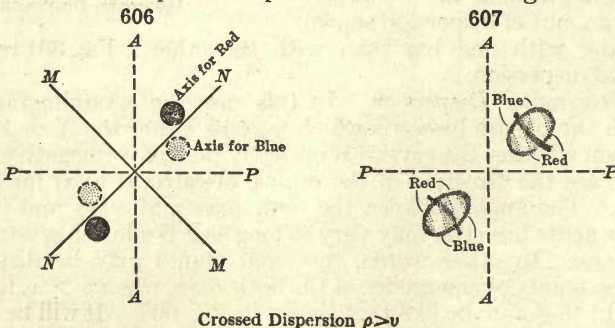 606
A
M
N
Axis for Red
Axis for Blue
P
P
N
M
A
607
A
Blue
Red
P
P
Red
Blue
A
Crossed Dispersion ρ>υ